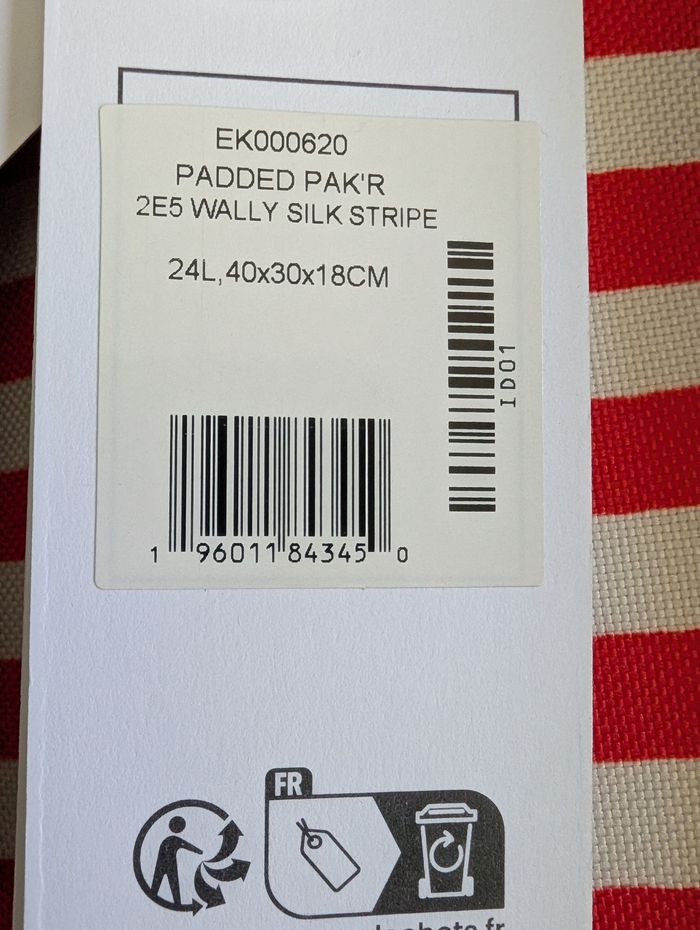 EK000620
PADDED PAK'R
2E5 WALLY SILK STRIPE
24L,40x30x18CM
ID01
1 96011 84345 0
FR